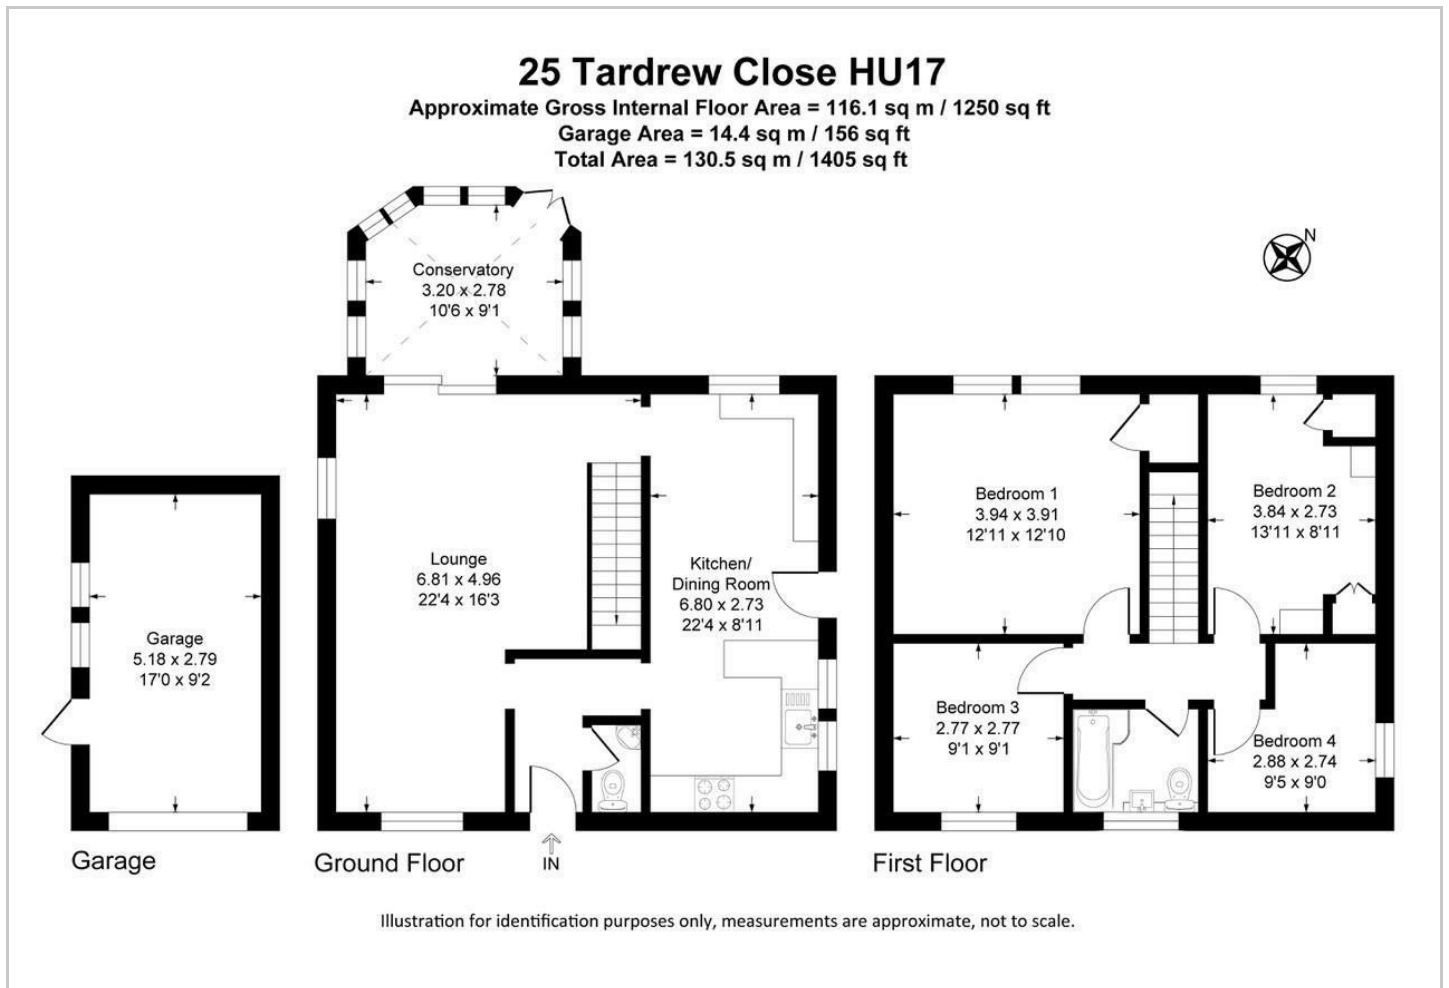 25 Tardrew Close HU17
Approximate Gross Internal Floor Area = 116.1 sq m / 1250 sq ft
Garage Area = 14.4 sq m / 156 sq ft
Total Area = 130.5 sq m / 1405 sq ft
N
Conservatory
3.20 x 2.78
10'6 x 9'1
Lounge
6.81 x 4.96
22'4 x 16'3
Kitchen/
Dining Room
6.80 x 2.73
22'4 x 8'11
Garage
5.18 x 2.79
17'0 x 9'2
Bedroom 1
3.94 x 3.91
12'11 x 12'10
Bedroom 2
3.84 x 2.73
13'11 x 8'11
Bedroom 3
2.77 x 2.77
9'1 x 9'1
Bedroom 4
2.88 x 2.74
9'5 x 9'0
Garage
Ground Floor
IN
First Floor
Illustration for identification purposes only, measurements are approximate, not to scale.